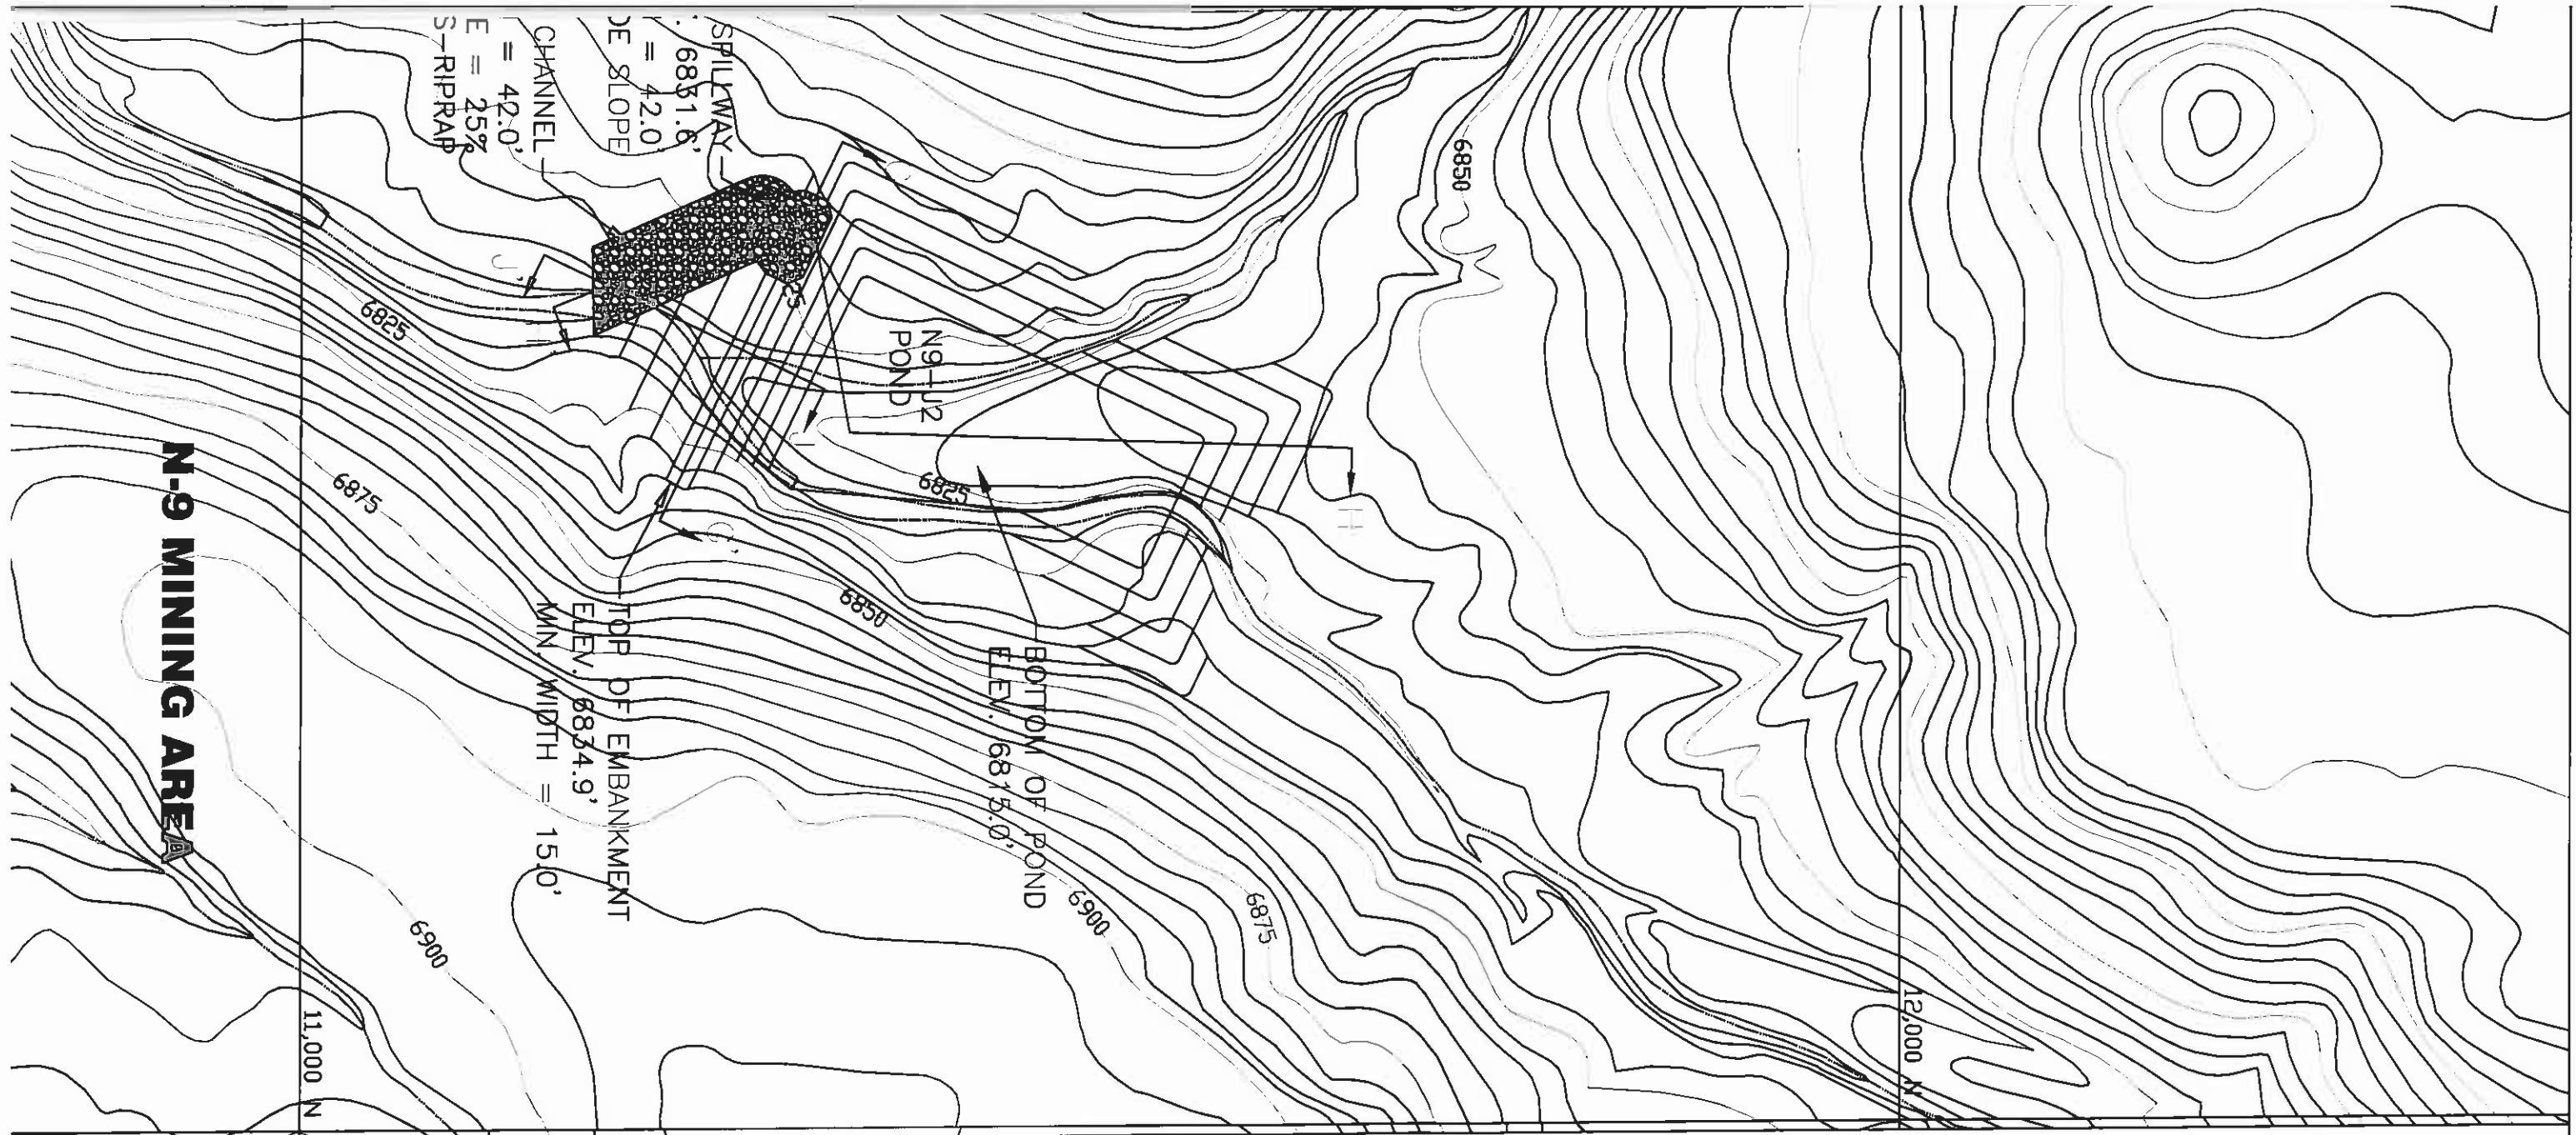 SPILLWAY
: 6831.6'
= 42.0'
DE SLOPE
CHANNEL
= 42.0'
E = 25%
S-RIPRAP
N9-J2
POND
BOTTOM OF POND
ELEV. 6815.0'
TOP OF EMBANKMENT
ELEV. 6834.9'
MIN. WIDTH = 15.0'
N-9 MINING AREA
11,000 N
12,000 N
6850
6825
6825
25
6875
6850
6900
6900
6875
H
J'
I